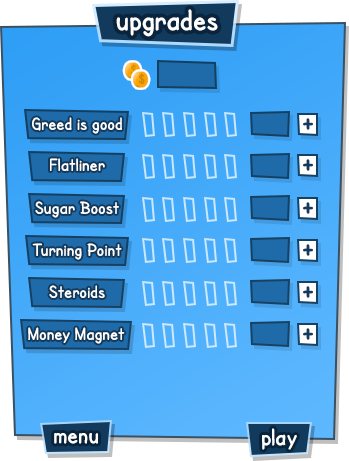 upgrades
Greed is good
Flatliner
Sugar Boost
Turning Point
Steroids
Money Magnet
menu
play